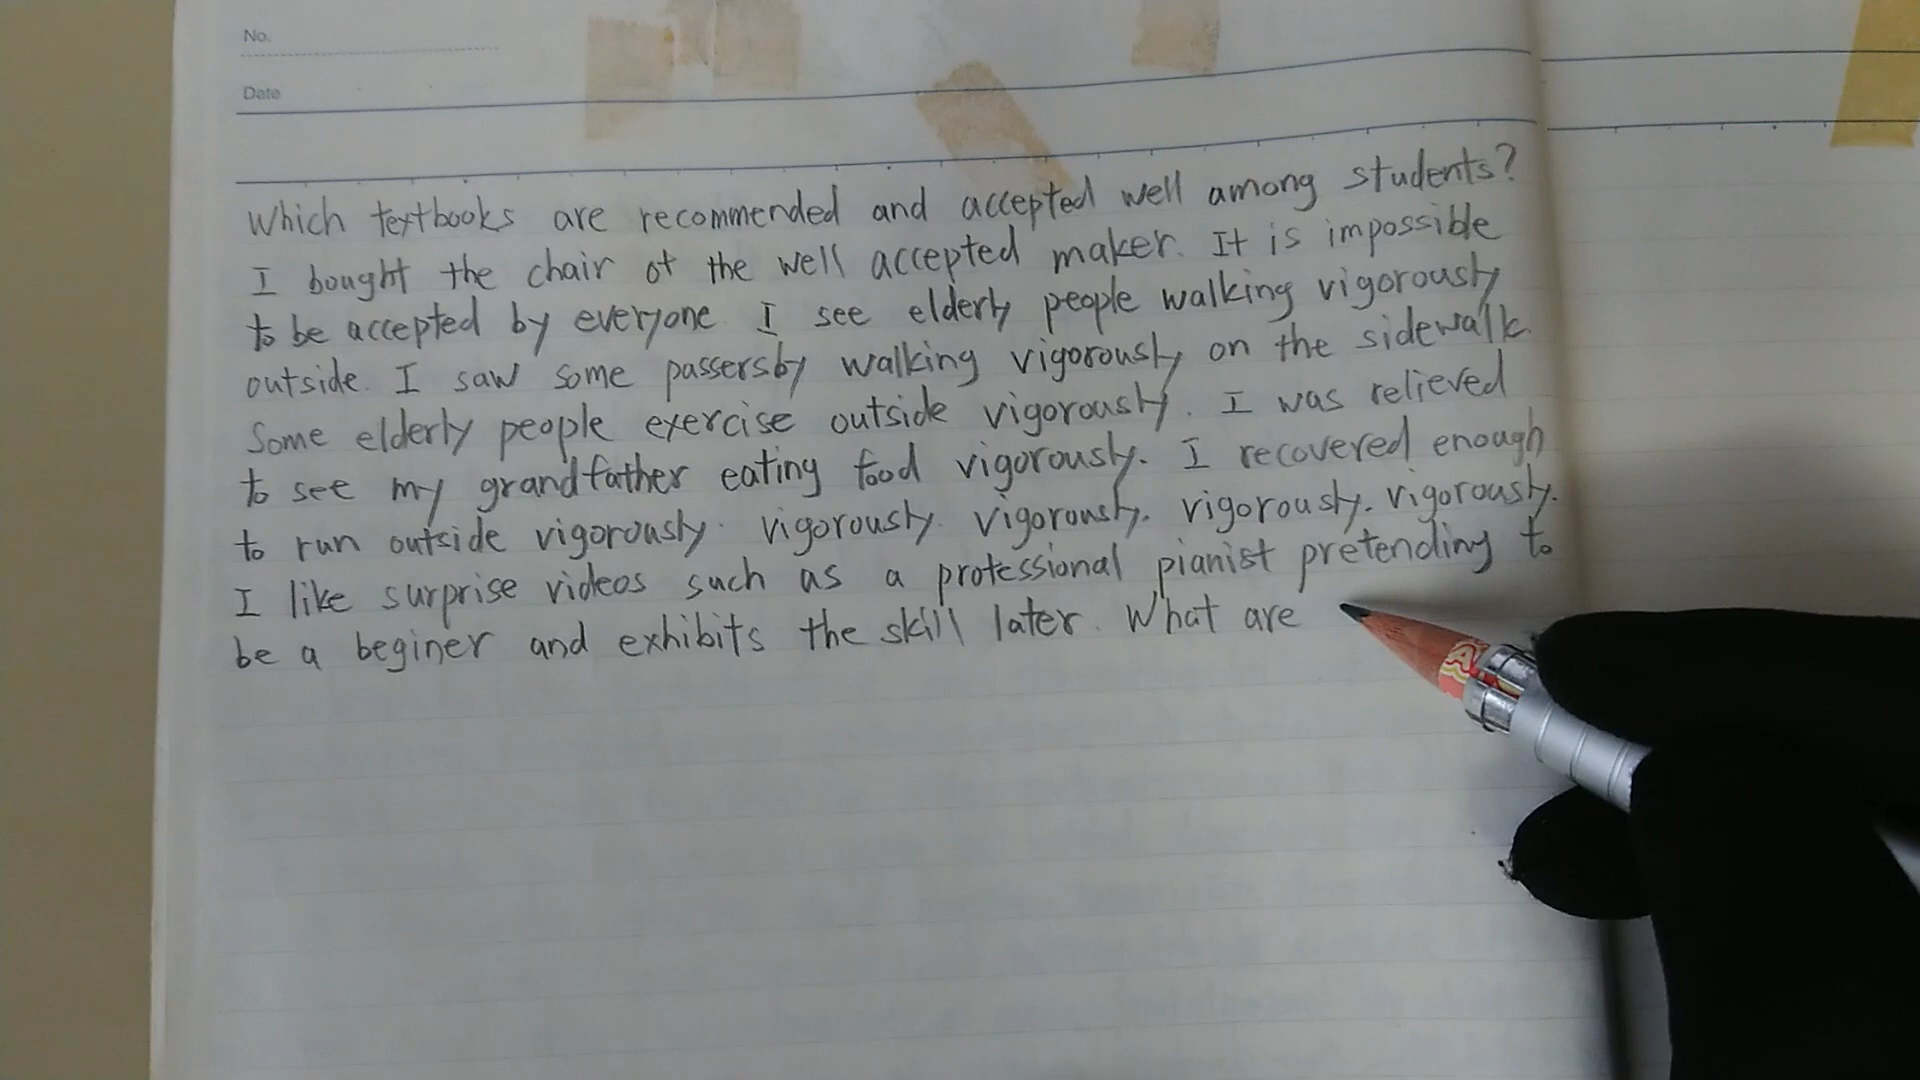 No.
Date
Which textbooks are recommended and accepted well among students?
I bought the chair of the well accepted maker. It is impossible
to be accepted by everyone. I see elderly people walking vigorously
outside. I saw some passersby walking vigorously on the sidewalk.
Some elderly people exercise outside vigorously. I was relieved
to see my grandfather eating food vigorously. I recovered enough
to run outside vigorously. vigorously. vigorously. vigorously. vigorously.
I like surprise videos such as a professional pianist pretending to
be a beginer and exhibits the skill later. What are